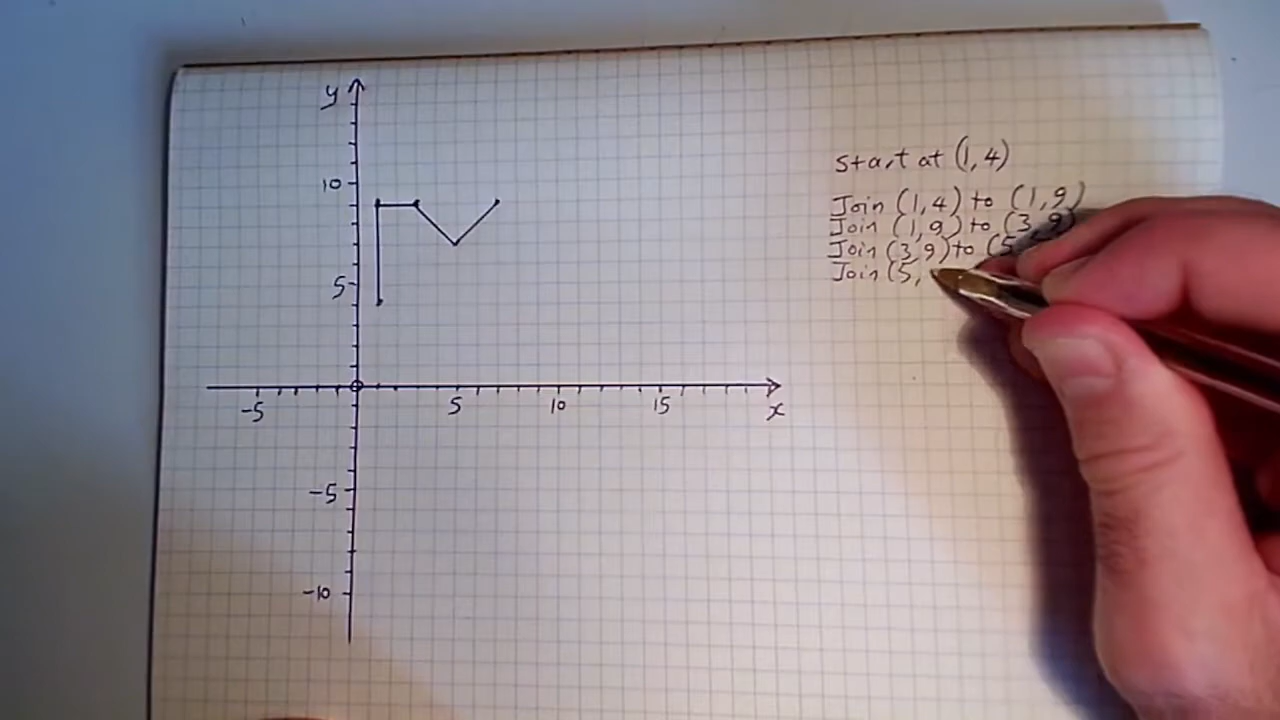 y
10
5
-5
5
10
15
x
-5
-10
Start at (1,4)
Join (1,4) to (1,9)
Join (1,9) to (3,9)
Join (3,9) to (5
Join (5,